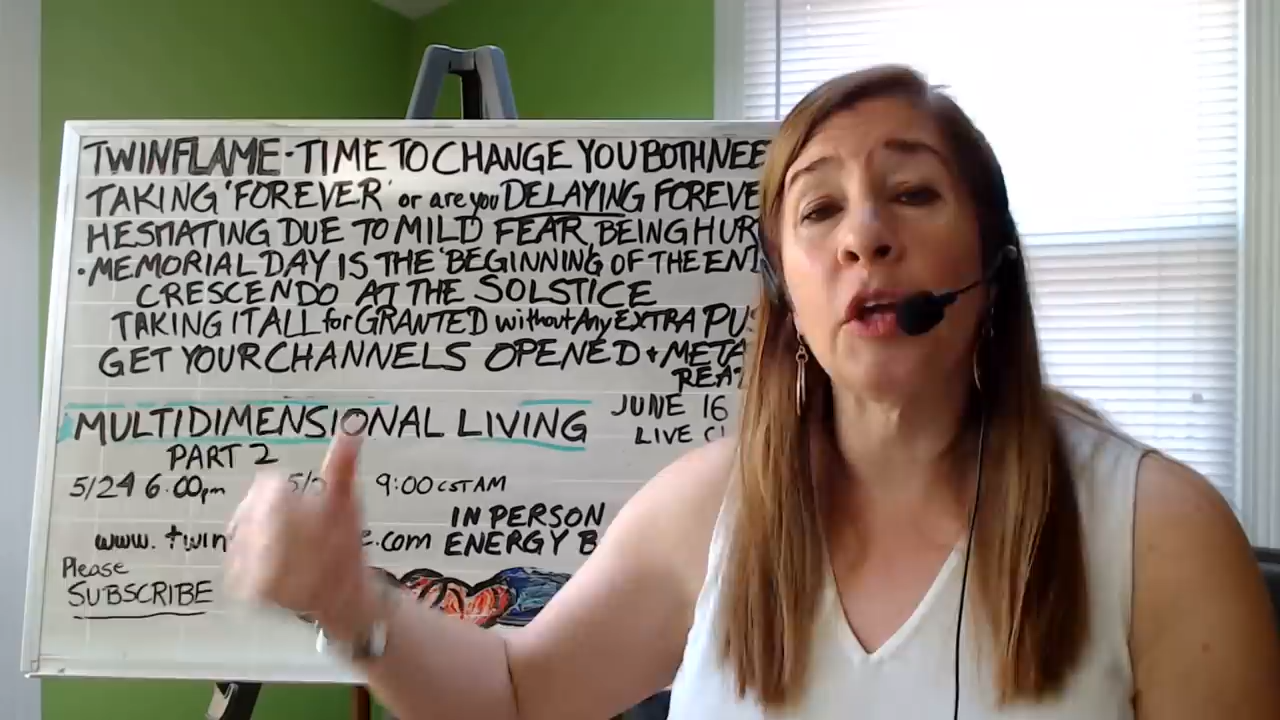 TWINFLAME - TIME TO CHANGE YOU BOTH NEE
TAKING 'FOREVER' or are you DELAYING FOREVE
HESITATING DUE TO MILD FEAR BEING HUR
• MEMORIAL DAY IS THE BEGINNING OF THE EN
CRESCENDO AT THE SOLSTICE
TAKING IT ALL for GRANTED without Any EXTRA PUS
GET YOUR CHANNELS OPENED + META
REA
JUNE 16
LIVE
MULTIDIMENSIONAL LIVING
PART 2
5/24 6:00pm 9:00 CST AM
IN PERSON
www. twin e.com ENERGY B
Please
SUBSCRIBE